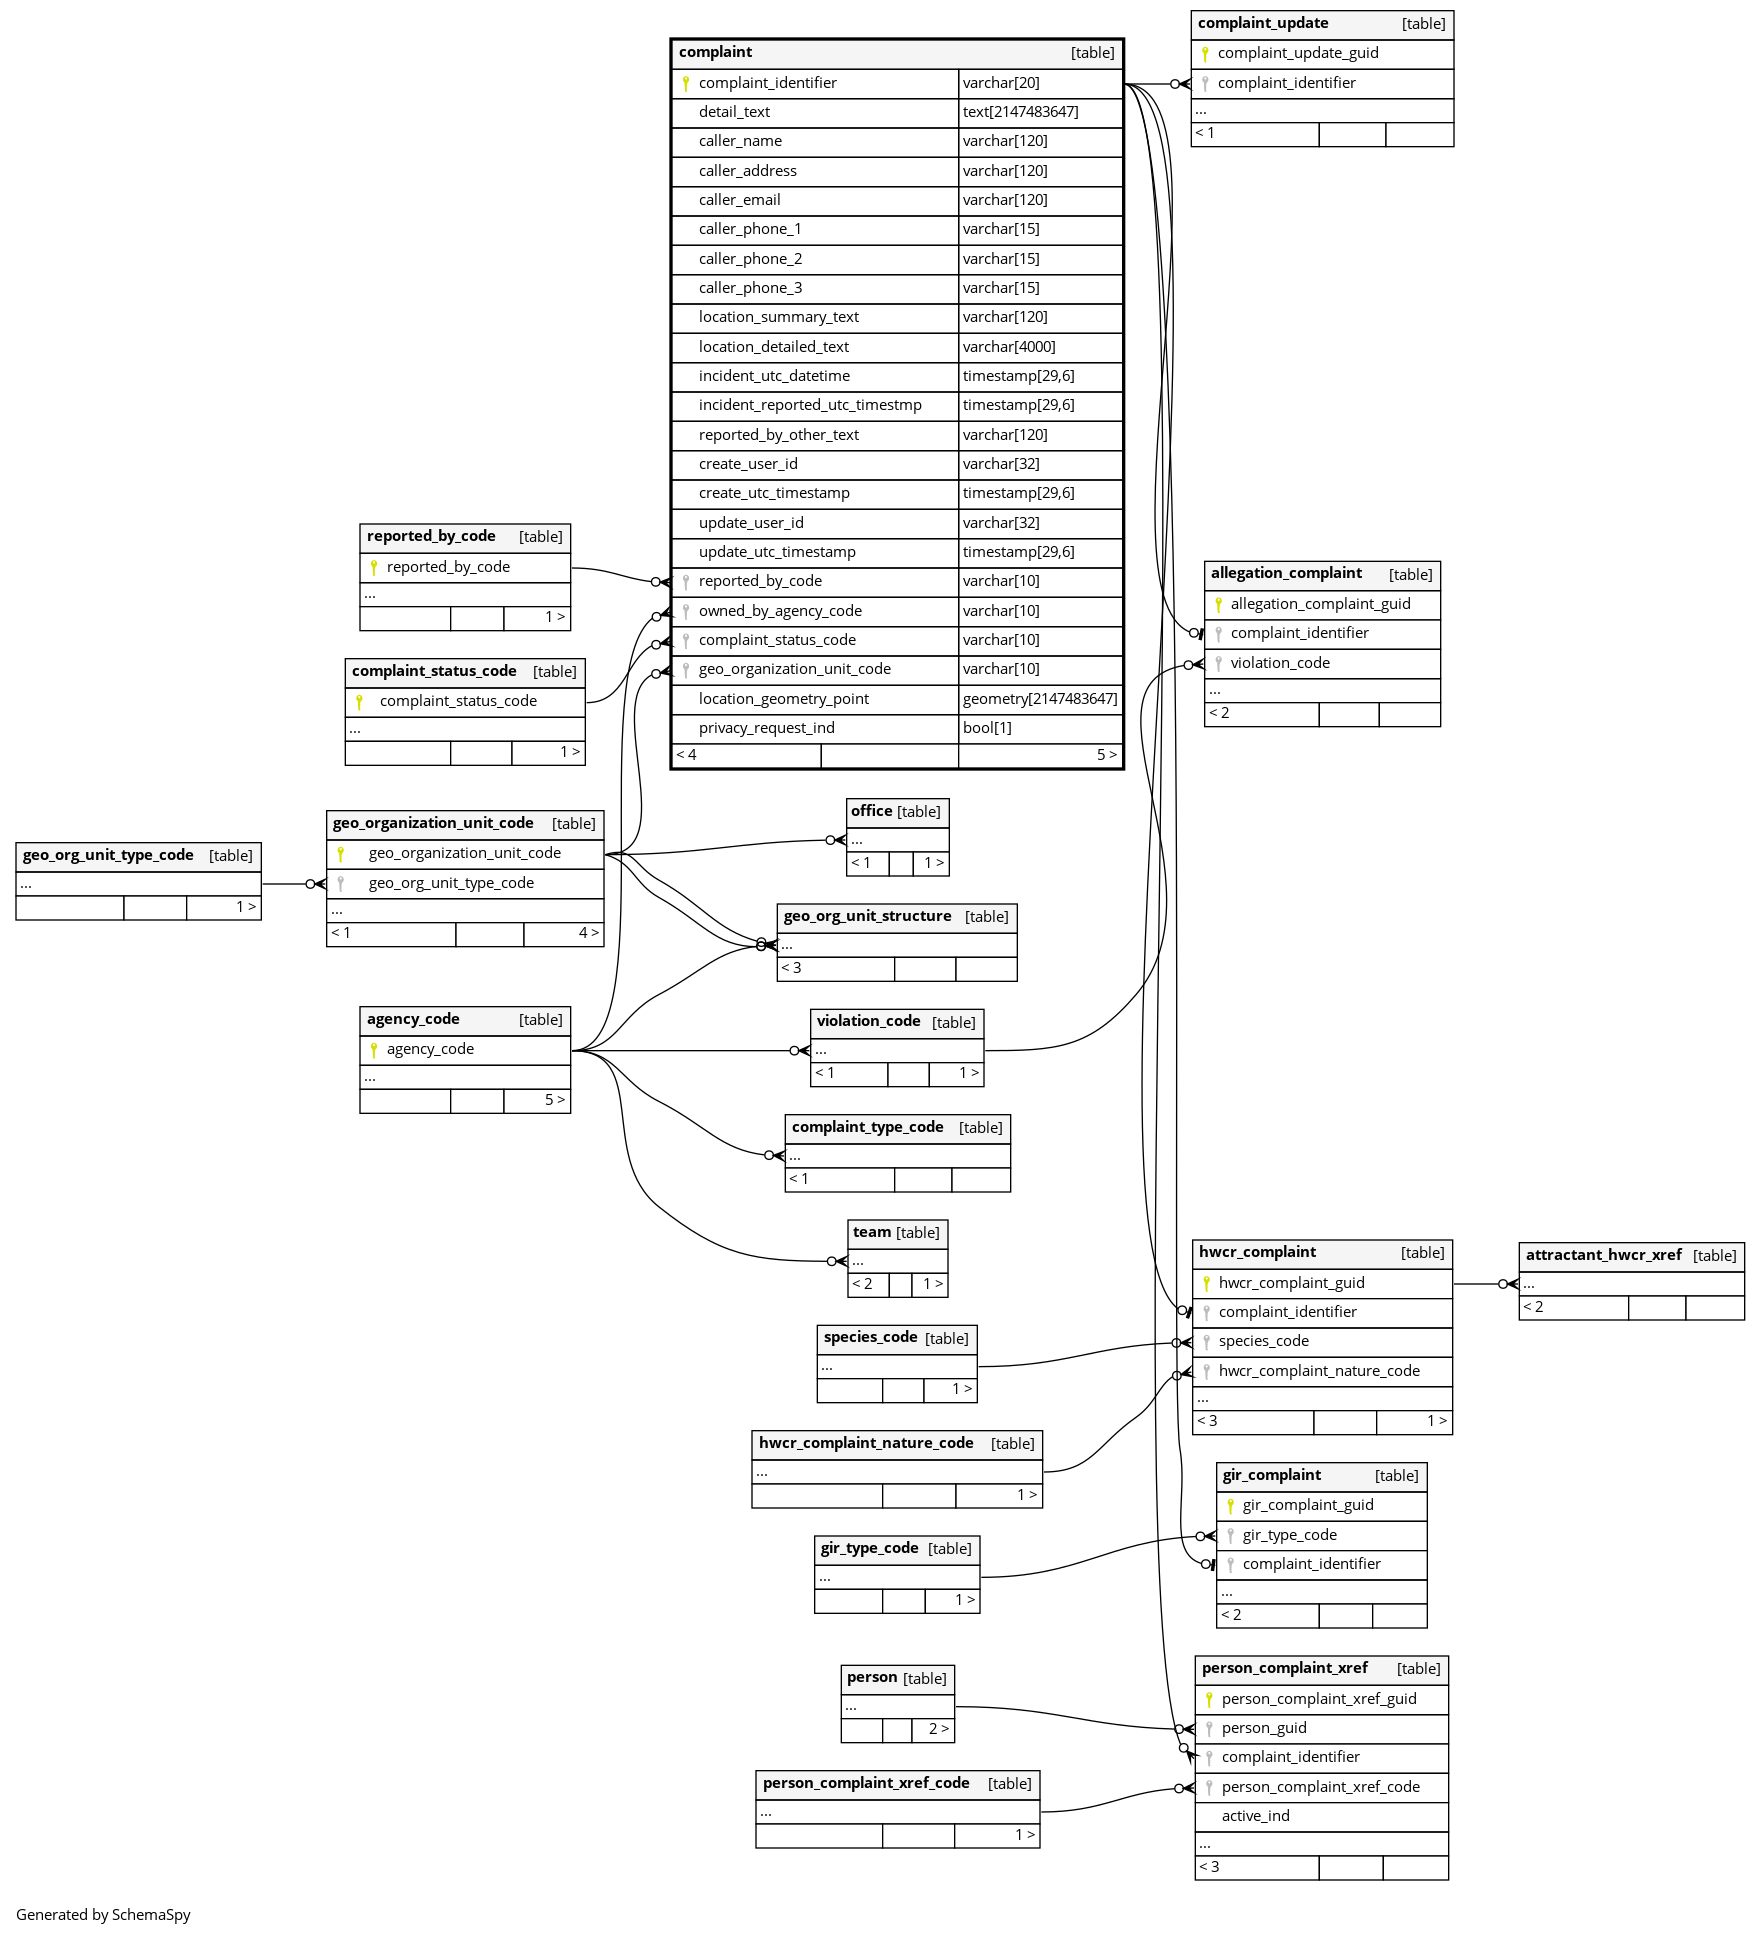 complaint_update [table]
complaint_update_guid
complaint_identifier
...
< 1
complaint [table]
complaint_identifier varchar[20]
detail_text text[2147483647]
caller_name varchar[120]
caller_address varchar[120]
caller_email varchar[120]
caller_phone_1 varchar[15]
caller_phone_2 varchar[15]
caller_phone_3 varchar[15]
location_summary_text varchar[120]
location_detailed_text varchar[4000]
incident_utc_datetime timestamp[29,6]
incident_reported_utc_timestmp timestamp[29,6]
reported_by_other_text varchar[120]
create_user_id varchar[32]
create_utc_timestamp timestamp[29,6]
update_user_id varchar[32]
update_utc_timestamp timestamp[29,6]
reported_by_code varchar[10]
owned_by_agency_code varchar[10]
complaint_status_code varchar[10]
geo_organization_unit_code varchar[10]
location_geometry_point geometry[2147483647]
privacy_request_ind bool[1]
< 4 5 >
reported_by_code [table]
reported_by_code
...
1 >
allegation_complaint [table]
allegation_complaint_guid
complaint_identifier
violation_code
...
< 2
complaint_status_code [table]
complaint_status_code
...
1 >
office [table]
...
< 1 1 >
geo_organization_unit_code [table]
geo_organization_unit_code
geo_org_unit_type_code
...
< 1 4 >
geo_org_unit_type_code [table]
...
1 >
geo_org_unit_structure [table]
...
< 3
agency_code [table]
agency_code
...
5 >
violation_code [table]
...
< 1 1 >
complaint_type_code [table]
...
< 1
team [table]
...
< 2 1 >
hwcr_complaint [table]
hwcr_complaint_guid
complaint_identifier
species_code
hwcr_complaint_nature_code
...
< 3 1 >
attractant_hwcr_xref [table]
...
< 2
species_code [table]
...
1 >
hwcr_complaint_nature_code [table]
...
1 >
gir_complaint [table]
gir_complaint_guid
gir_type_code
complaint_identifier
...
< 2
gir_type_code [table]
...
1 >
person_complaint_xref [table]
person_complaint_xref_guid
person_guid
complaint_identifier
person_complaint_xref_code
active_ind
...
< 3
person [table]
...
2 >
person_complaint_xref_code [table]
...
1 >
Generated by SchemaSpy